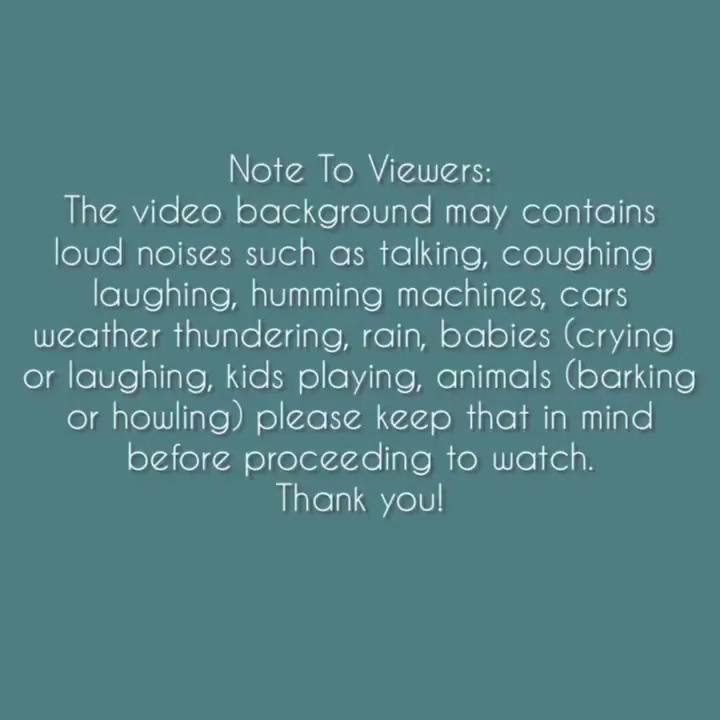 Note To Viewers:
The video background may contains
loud noises such as talking, coughing
laughing, humming machines, cars
weather thundering, rain, babies (crying
or laughing, kids playing, animals (barking
or howling) please keep that in mind
before proceeding to watch.
Thank you!